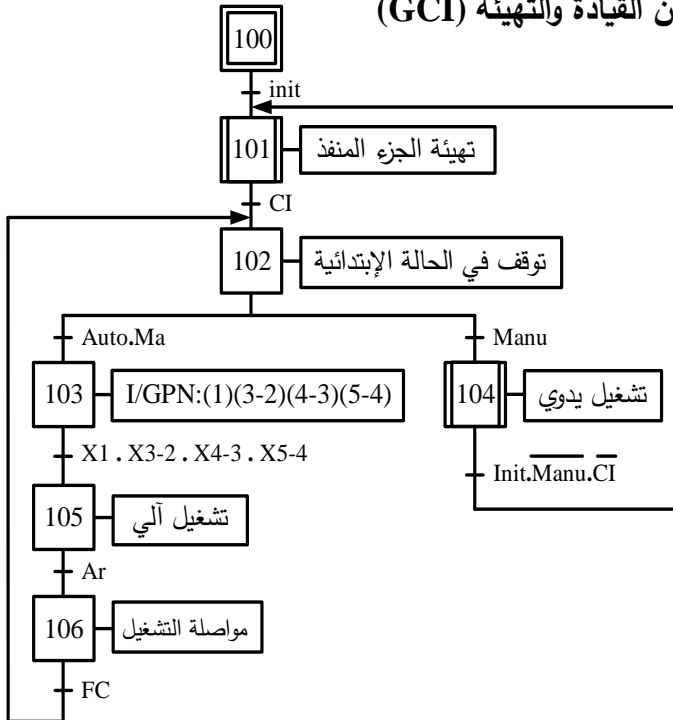 القيادة والتهيئة (GCI)
100
init
101 تهيئة الجزء المنفذ
CI
102 توقف في الحالة الإبتدائية
Auto.Ma
Manu
103 I/GPN:(1)(3-2)(4-3)(5-4)
104 تشغيل يدوي
X1 . X3-2 . X4-3 . X5-4
Init.M̅a̅n̅u̅.C̅I̅
105 تشغيل آلي
Ar
106 مواصلة التشغيل
FC